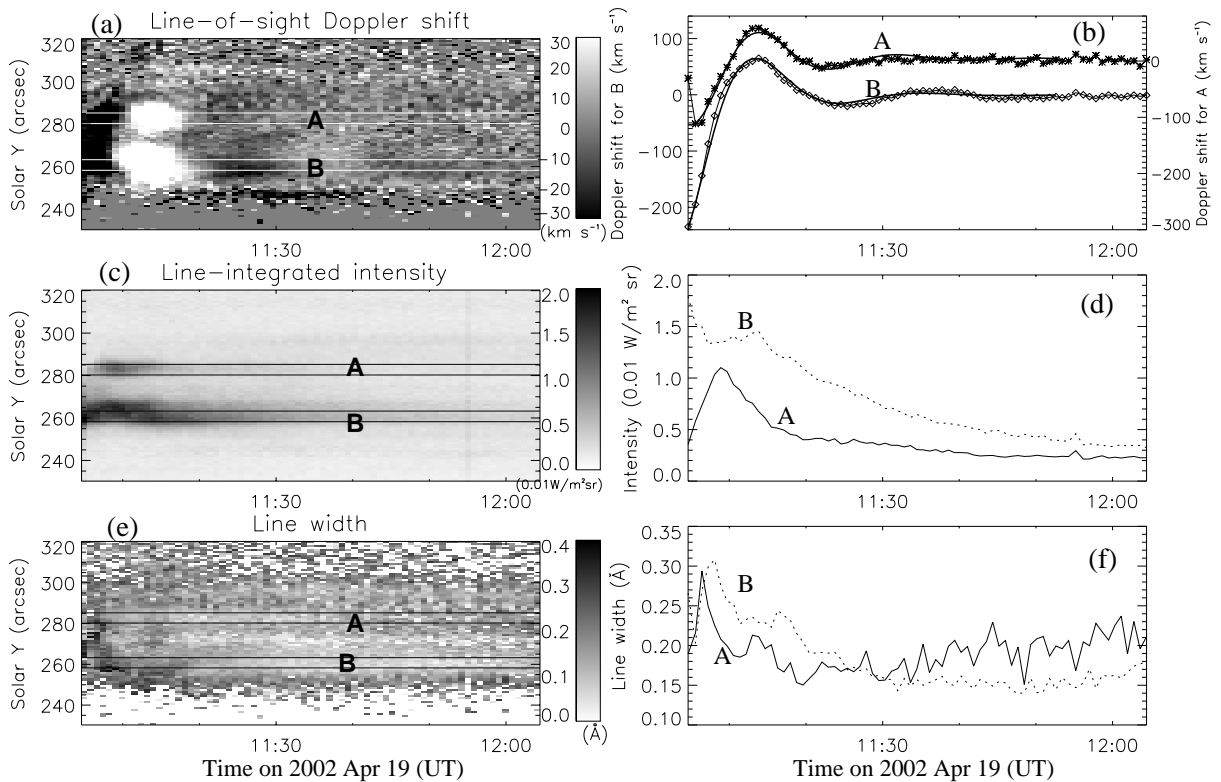 (a) Line-of-sight Doppler shift
Solar Y (arcsec)
320
300
280
260
240
A
B
11:30 12:00
30
20
10
0
10
20
30
(km s⁻¹)
(b)
Doppler shift for B (km s⁻¹)
100
0
-100
-200
A
B
0
-100
-200
-300
Doppler shift for A (km s⁻¹)
11:30 12:00
(c) Line-integrated intensity
Solar Y (arcsec)
320
300
280
260
240
A
B
11:30 12:00
2.0
1.5
1.0
0.5
0.0
(0.01W/m²sr)
(d)
Intensity (0.01 W/m² sr)
2.0
1.5
1.0
0.5
0.0
B
A
11:30 12:00
(e) Line width
Solar Y (arcsec)
320
300
280
260
240
A
B
11:30 12:00
Time on 2002 Apr 19 (UT)
0.4
0.3
0.2
0.1
0.0
(Å)
(f)
Line width (Å)
0.35
0.30
0.25
0.20
0.15
0.10
B
A
11:30 12:00
Time on 2002 Apr 19 (UT)